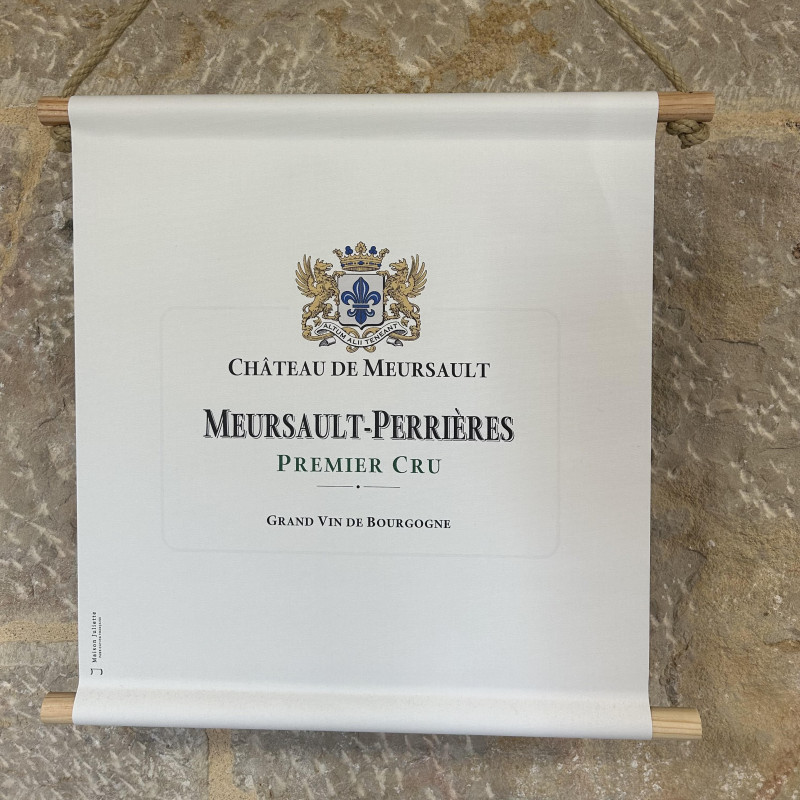 ALTUM ALII TENEANT
CHÂTEAU DE MEURSAULT
MEURSAULT-PERRIÈRES
PREMIER CRU
GRAND VIN DE BOURGOGNE
Maison Juliette